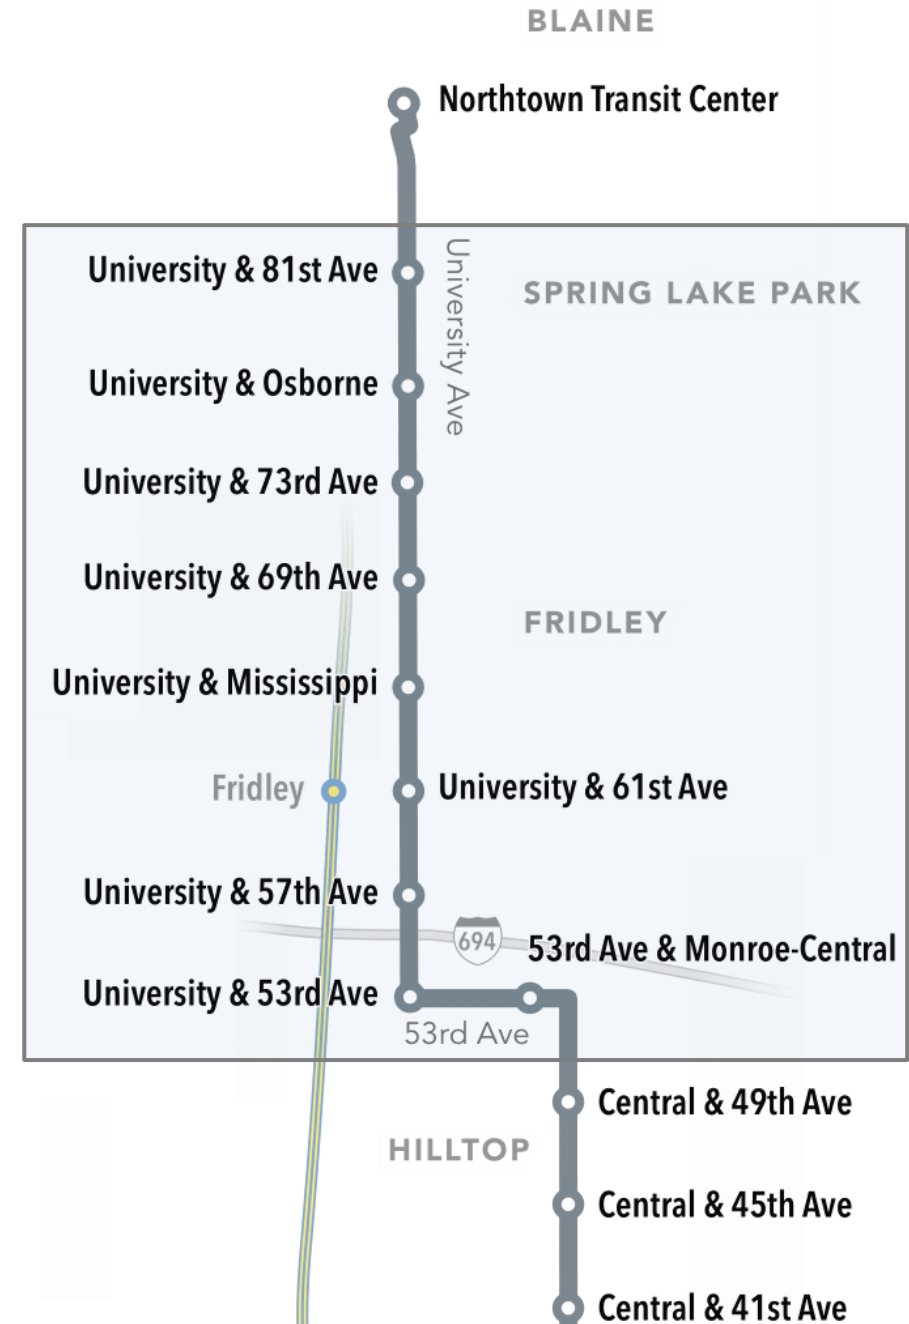 BLAINE
Northtown Transit Center
University & 81st Ave
University Ave
SPRING LAKE PARK
University & Osborne
University & 73rd Ave
University & 69th Ave
FRIDLEY
University & Mississippi
Fridley
University & 61st Ave
University & 57th Ave
694
53rd Ave & Monroe-Central
University & 53rd Ave
53rd Ave
Central & 49th Ave
HILLTOP
Central & 45th Ave
Central & 41st Ave